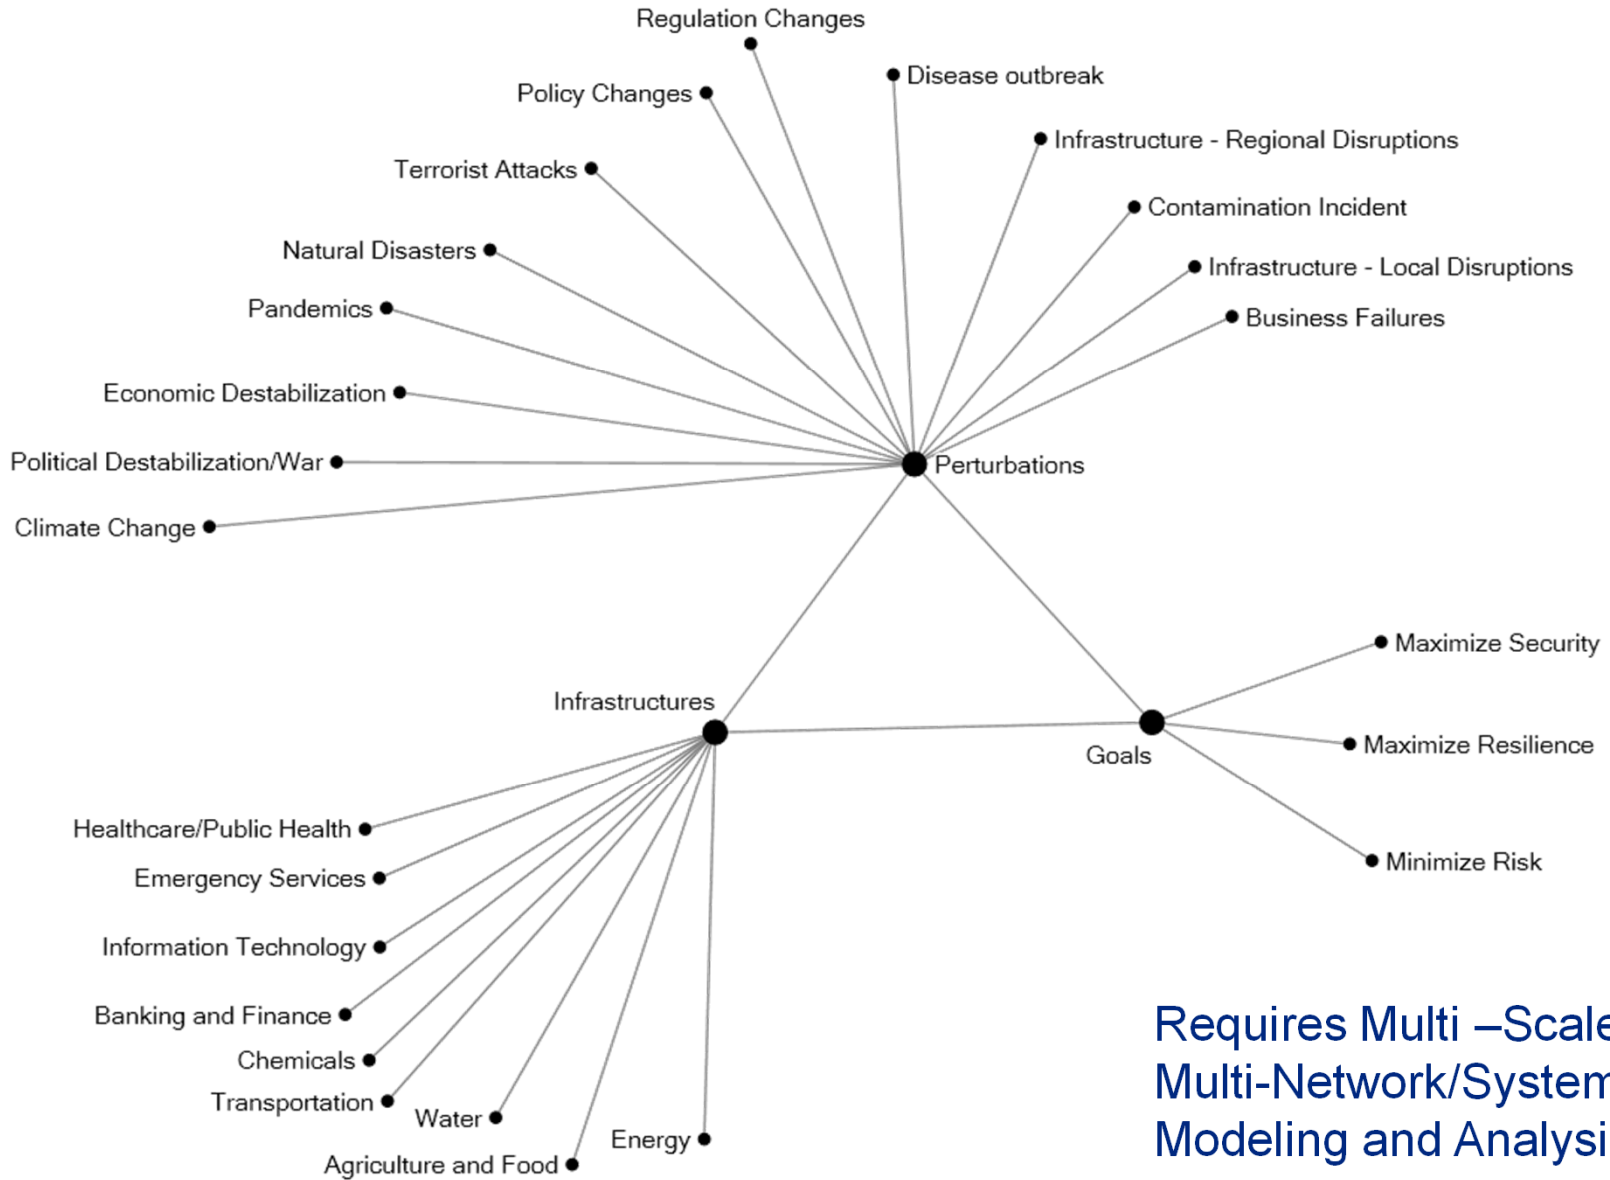 Regulation Changes
Disease outbreak
Policy Changes
Infrastructure - Regional Disruptions
Terrorist Attacks
Contamination Incident
Natural Disasters
Infrastructure - Local Disruptions
Pandemics
Business Failures
Economic Destabilization
Political Destabilization/War
Perturbations
Climate Change
Maximize Security
Infrastructures
Maximize Resilience
Goals
Healthcare/Public Health
Minimize Risk
Emergency Services
Information Technology
Banking and Finance
Requires Multi –Scale
Chemicals
Multi-Network/System
Transportation
Water
Energy
Modeling and Analysi
Agriculture and Food